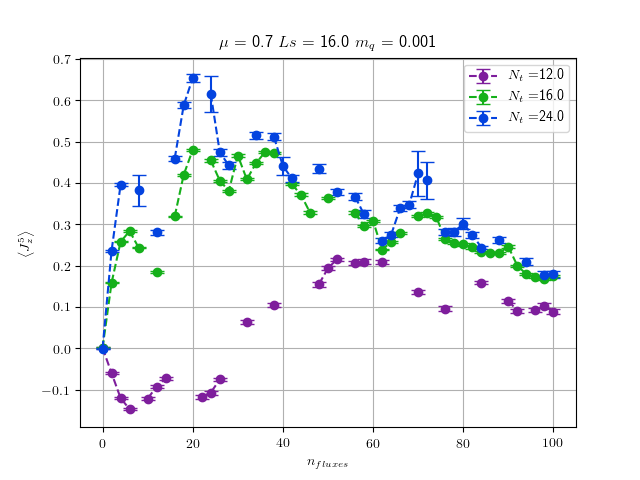 μ = 0.7 Ls = 16.0 m_q = 0.001
N_t =12.0
N_t =16.0
N_t =24.0
0.7
0.6
0.5
0.4
0.3
0.2
0.1
0.0
−0.1
⟨J_z^5⟩
0 20 40 60 80 100
n_{fluxes}